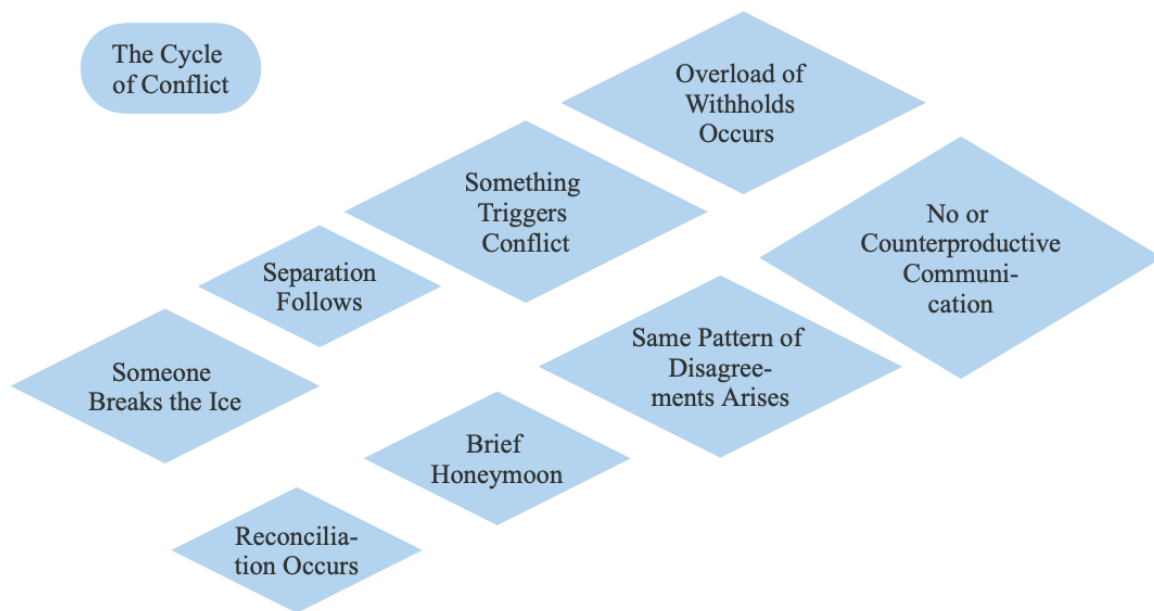 The Cycle
of Conflict
Overload of
Withholds
Occurs
Something
Triggers
Conflict
No or
Counterproductive
Communi-
cation
Separation
Follows
Same Pattern of
Disagree-
ments Arises
Someone
Breaks the Ice
Brief
Honeymoon
Reconcilia-
tion Occurs